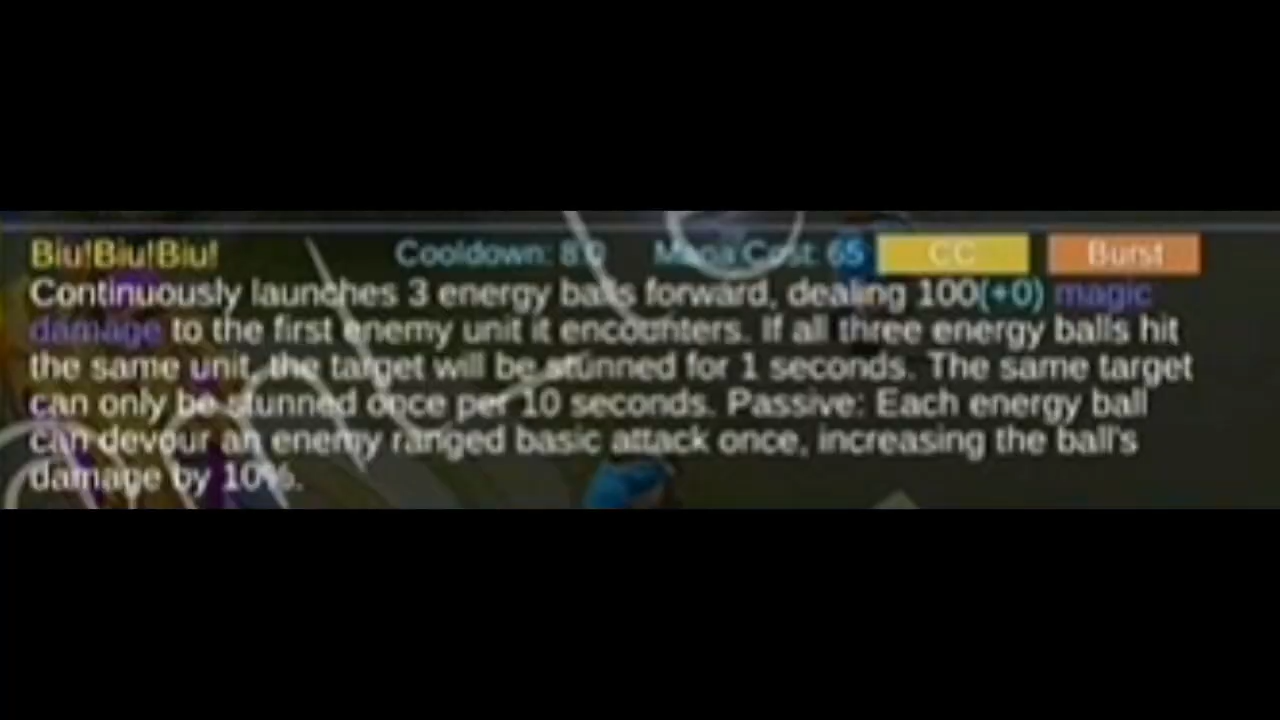 Biu!Biu!Biu! Cooldown: 8.0 Mana Cost: 65 CC Burst
Continuously launches 3 energy balls forward, dealing 100(+0) magic
damage to the first enemy unit it encounters. If all three energy balls hit
the same unit, the target will be stunned for 1 seconds. The same target
can only be stunned once per 10 seconds. Passive: Each energy ball
can devour an enemy ranged basic attack once, increasing the ball's
damage by 10%.